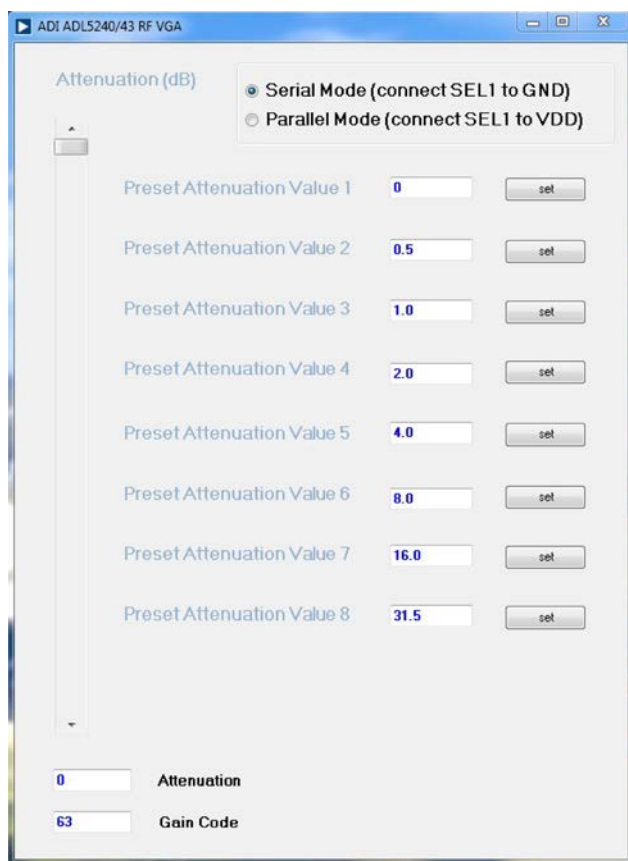 ADI ADL5240/43 RF VGA
Attenuation (dB)
Serial Mode (connect SEL1 to GND)
Parallel Mode (connect SEL1 to VDD)
Preset Attenuation Value 1 0 set
Preset Attenuation Value 2 0.5 set
Preset Attenuation Value 3 1.0 set
Preset Attenuation Value 4 2.0 set
Preset Attenuation Value 5 4.0 set
Preset Attenuation Value 6 8.0 set
Preset Attenuation Value 7 16.0 set
Preset Attenuation Value 8 31.5 set
0 Attenuation
63 Gain Code